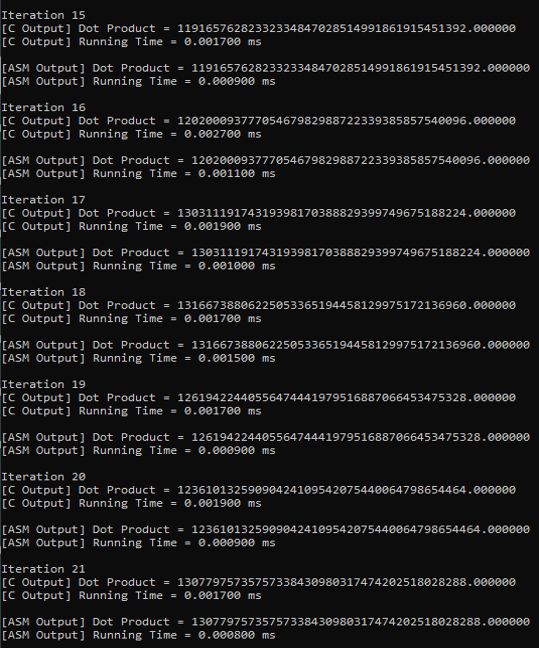 Iteration 15
[C Output] Dot Product = 119165762823323348470285149918619154513​92.000000
[C Output] Running Time = 0.001700 ms
[ASM Output] Dot Product = 11916576282332334847028514991861915451392.000000
[ASM Output] Running Time = 0.000900 ms
Iteration 16
[C Output] Dot Product = 12020009377705467982988722339385857540096.000000
[C Output] Running Time = 0.002700 ms
[ASM Output] Dot Product = 12020009377705467982988722339385857540096.000000
[ASM Output] Running Time = 0.001100 ms
Iteration 17
[C Output] Dot Product = 13031119174319398170388829399749675188224.000000
[C Output] Running Time = 0.001900 ms
[ASM Output] Dot Product = 13031119174319398170388829399749675188224.000000
[ASM Output] Running Time = 0.001000 ms
Iteration 18
[C Output] Dot Product = 13166738806225053365194458129975172136960.000000
[C Output] Running Time = 0.001700 ms
[ASM Output] Dot Product = 13166738806225053365194458129975172136960.000000
[ASM Output] Running Time = 0.001500 ms
Iteration 19
[C Output] Dot Product = 12619422440556474441979516887066453475328.000000
[C Output] Running Time = 0.001700 ms
[ASM Output] Dot Product = 12619422440556474441979516887066453475328.000000
[ASM Output] Running Time = 0.000900 ms
Iteration 20
[C Output] Dot Product = 12361013259090424109542075440064798654464.000000
[C Output] Running Time = 0.001900 ms
[ASM Output] Dot Product = 12361013259090424109542075440064798654464.000000
[ASM Output] Running Time = 0.000900 ms
Iteration 21
[C Output] Dot Product = 13077975735757338430980317474202518028288.000000
[C Output] Running Time = 0.001700 ms
[ASM Output] Dot Product = 13077975735757338430980317474202518028288.000000
[ASM Output] Running Time = 0.000800 ms